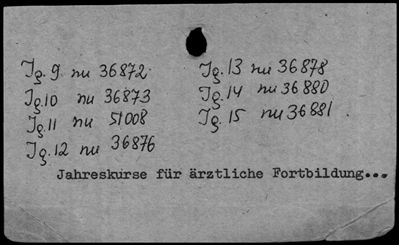 Jg. 9 nu 36872
Jg. 10 nu 36873
Jg. 11 nu 51008
Jg. 12 nu 36876
Jg. 13 nu 36878
Jg. 14 nu 36880
Jg. 15 nu 36881
Jahreskurse für ärztliche Fortbildung...